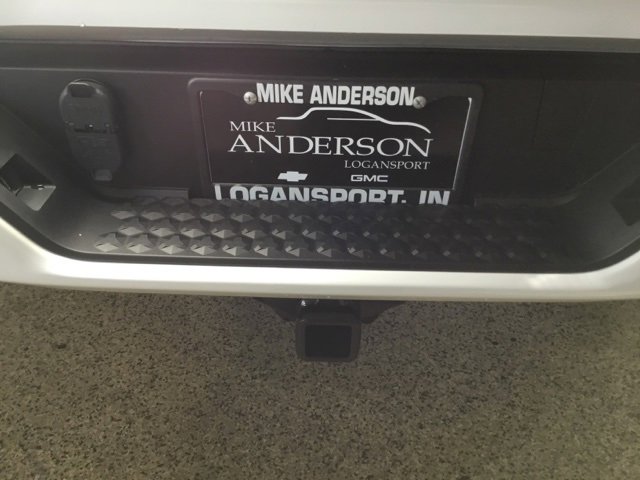 MIKE ANDERSON
MIKE
ANDERSON
LOGANSPORT
GMC
LOGANSPORT, IN